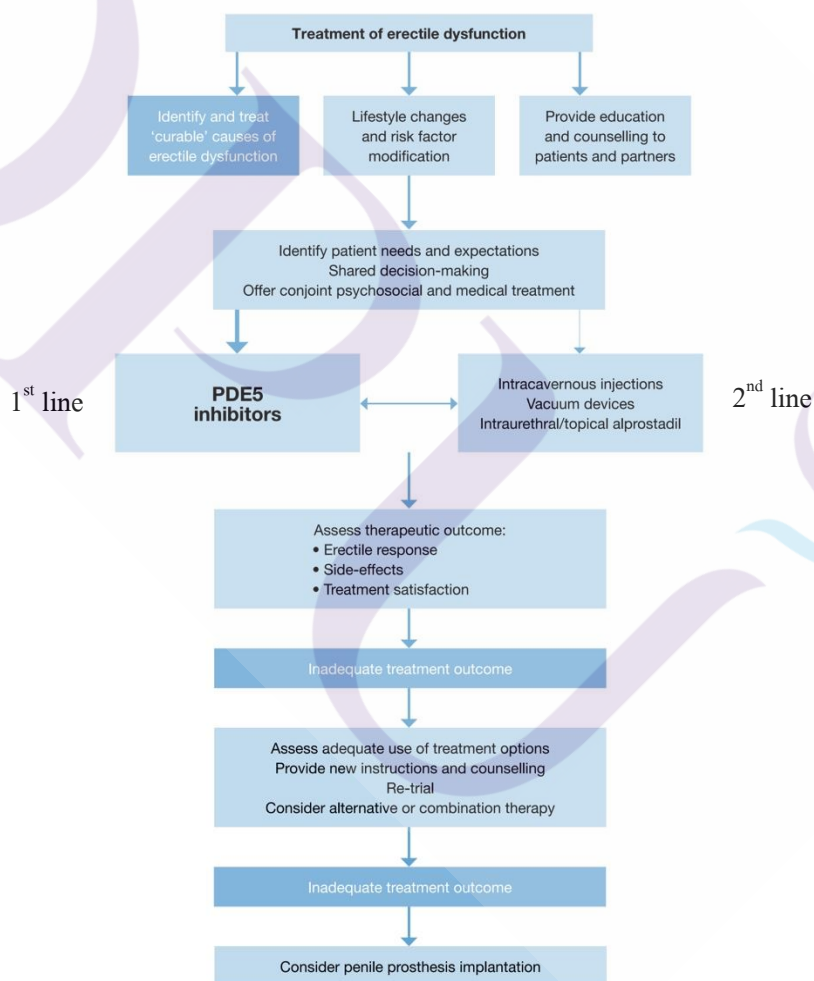 Treatment of erectile dysfunction
Identify and treat
'curable' causes of
erectile dysfunction
Lifestyle changes
and risk factor
modification
Provide education
and counselling to
patients and partners
Identify patient needs and expectations
Shared decision-making
Offer conjoint psychosocial and medical treatment
1st line
PDE5
inhibitors
Intracavernous injections
Vacuum devices
Intraurethral/topical alprostadil
2nd line
Assess therapeutic outcome:
• Erectile response
• Side-effects
• Treatment satisfaction
Inadequate treatment outcome
Assess adequate use of treatment options
Provide new instructions and counselling
Re-trial
Consider alternative or combination therapy
Inadequate treatment outcome
Consider penile prosthesis implantation